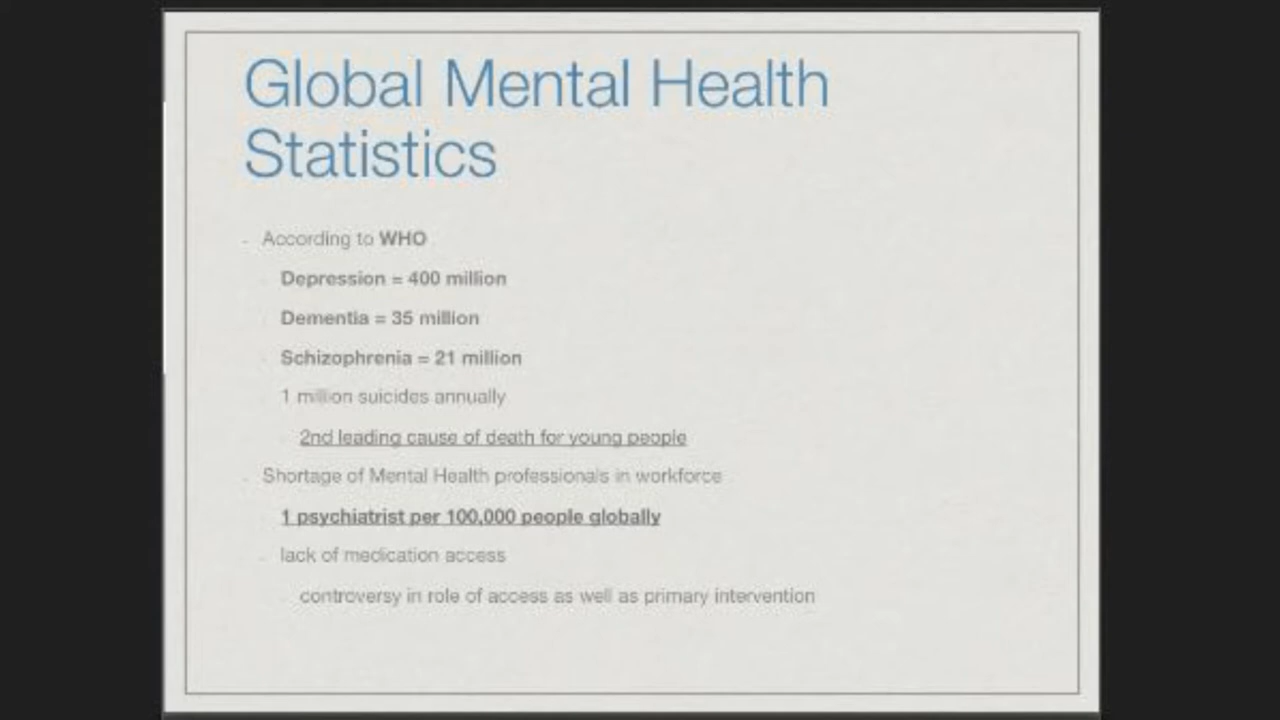 Global Mental Health
Statistics
- According to WHO
Depression = 400 million
Dementia = 35 million
Schizophrenia = 21 million
1 million suicides annually
2nd leading cause of death for young people
- Shortage of Mental Health professionals in workforce
1 psychiatrist per 100,000 people globally
- lack of medication access
controversy in role of access as well as primary intervention